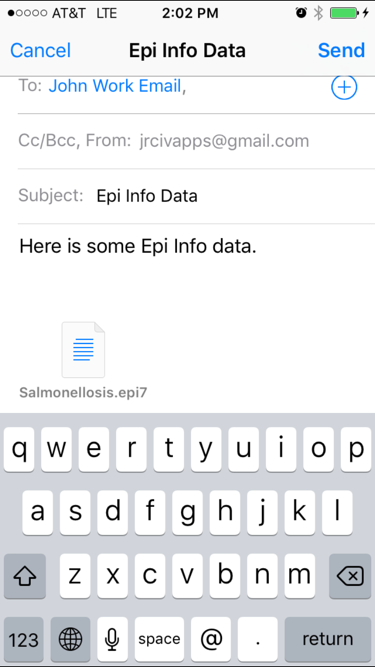 AT&T LTE 2:02 PM
Cancel Epi Info Data Send
To: John Work Email,
Cc/Bcc, From: jrcivapps@gmail.com
Subject: Epi Info Data
Here is some Epi Info data.
Salmonellosis.epi7
q w e r t y u i o p
a s d f g h j k l
z x c v b n m
123 space @ . return